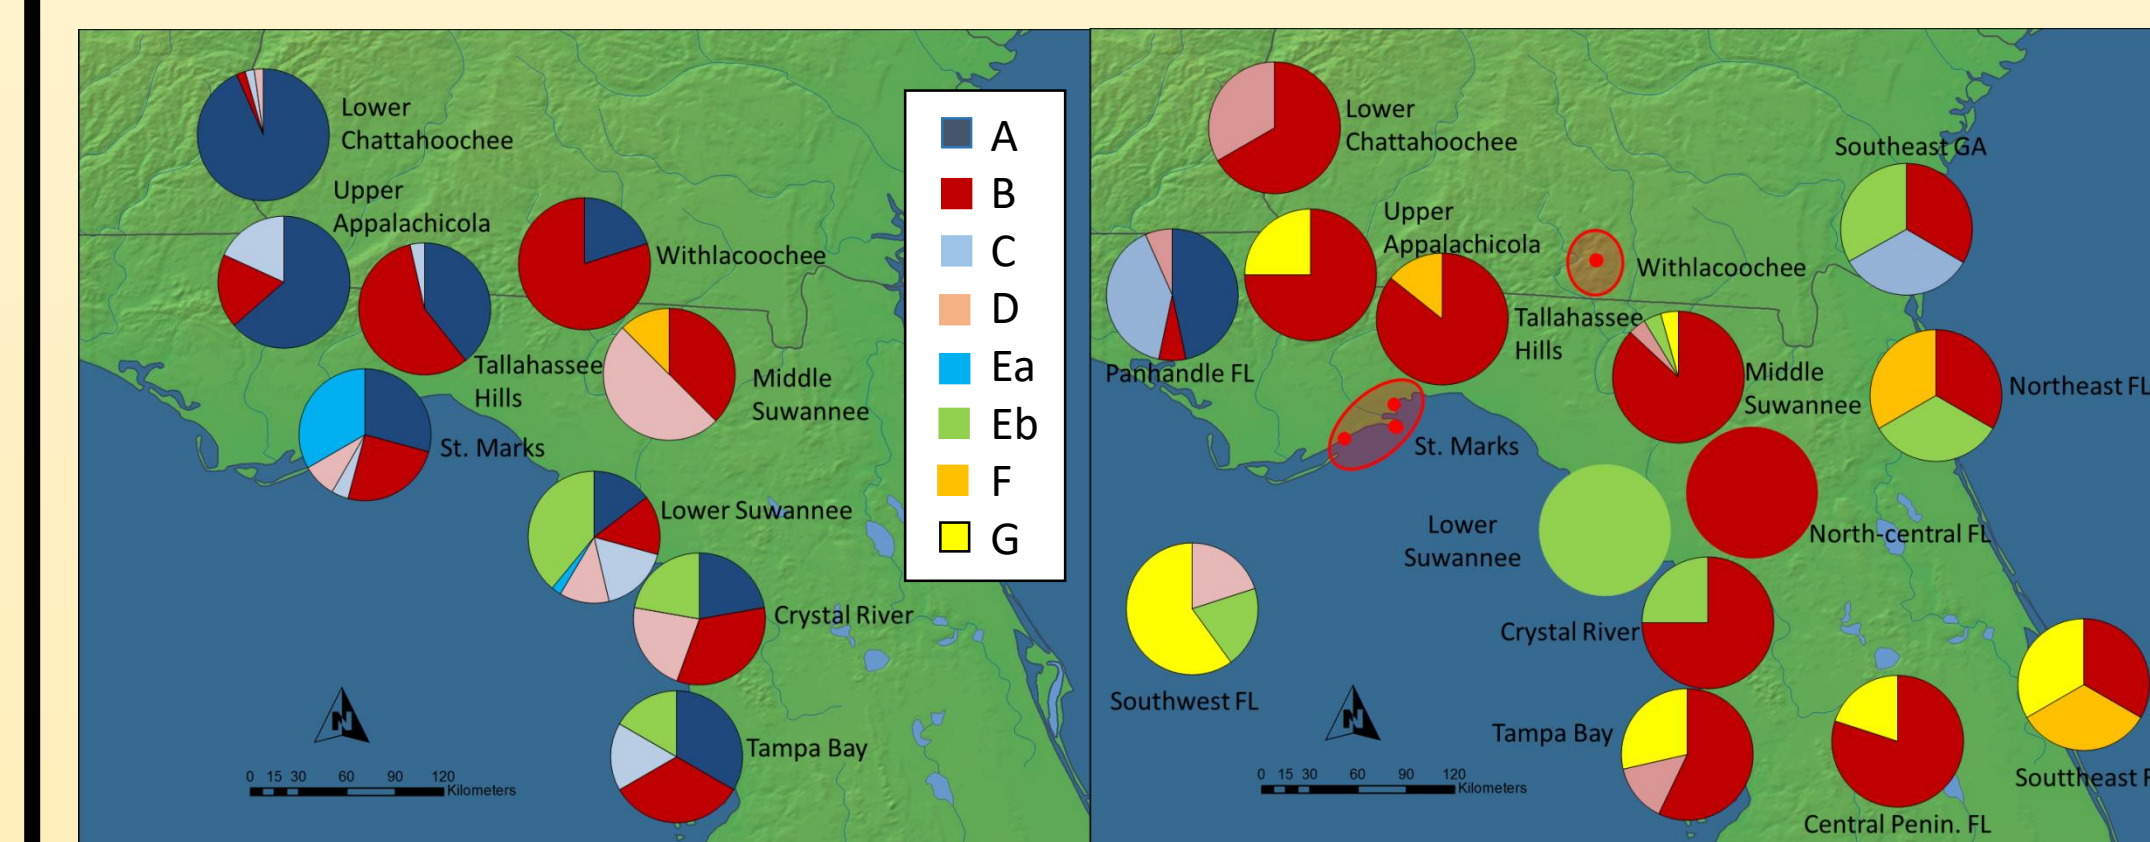 Lower
Chattahoochee
Upper
Appalachicola
Withlacoochee
Tallahassee
Hills
Middle
Suwannee
St. Marks
Lower Suwannee
Crystal River
Tampa Bay
N
0 15 30 60 90 120
Kilometers
A
B
C
D
Ea
Eb
F
G
Lower
Chattahoochee
Southeast GA
Upper
Appalachicola
Withlacoochee
Tallahassee
Hills
Panhandle FL
Middle
Suwannee
Northeast FL
St. Marks
Lower
Suwannee
North-central FL
Crystal River
Southwest FL
Tampa Bay
N
0 15 30 60 90 120
Kilometers
Souttheast F
Central Penin. FL